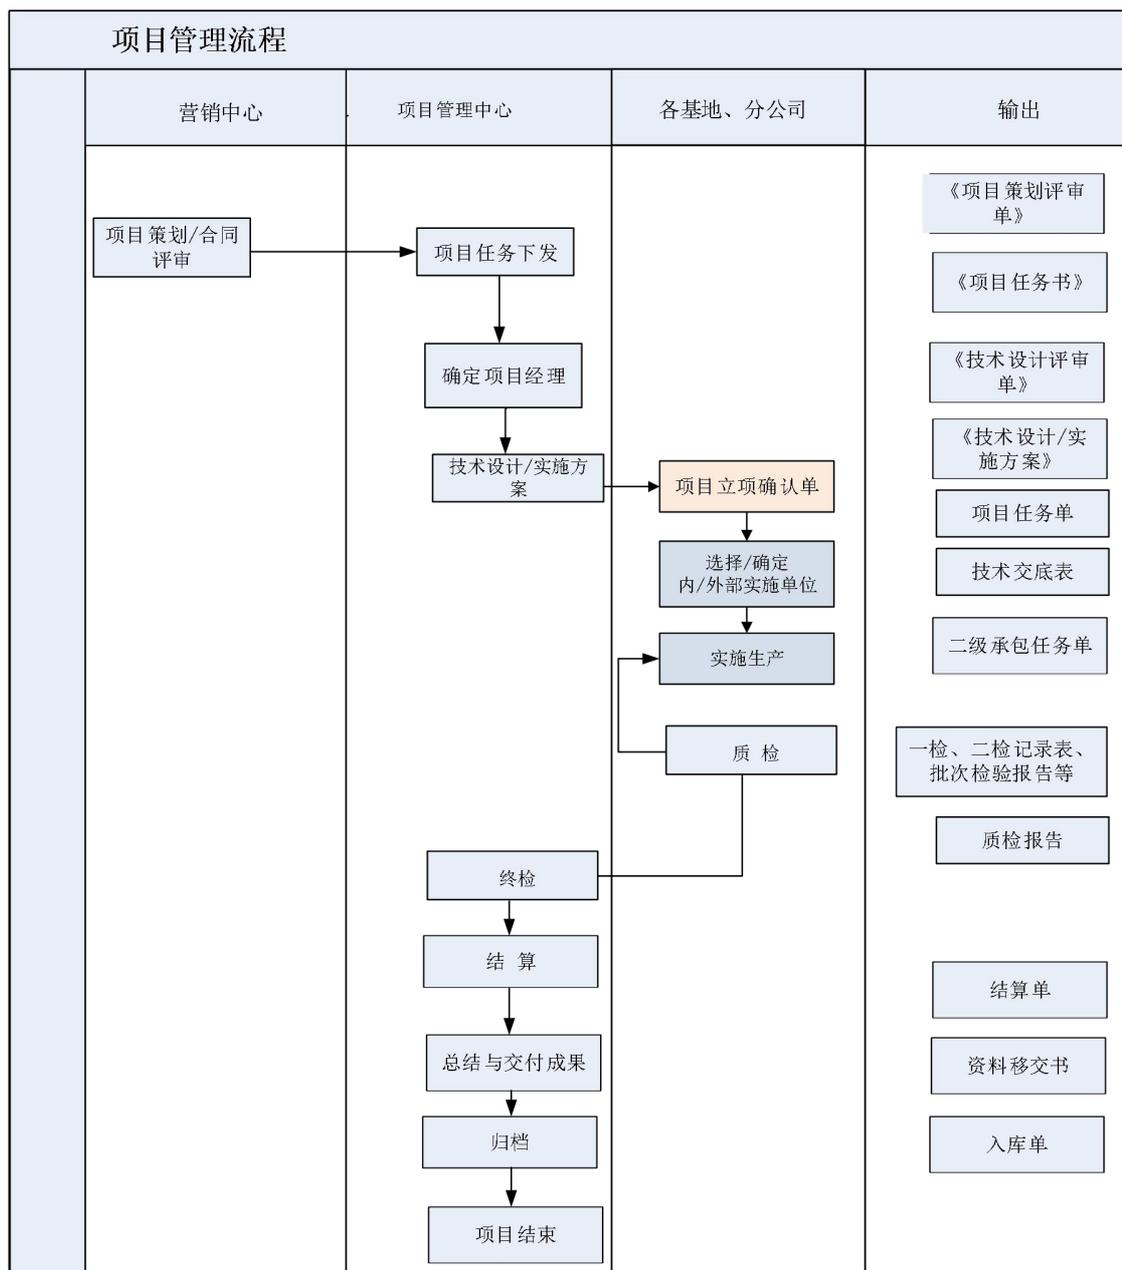 项目管理流程
营销中心
项目管理中心
各基地、分公司
输出
《项目策划评审
单》
项目策划/合同
评审
项目任务下发
《项目任务书》
确定项目经理
《技术设计评审
单》
技术设计/实施方
案
《技术设计/实
施方案》
项目立项确认单
项目任务单
选择/确定
内/外部实施单位
技术交底表
实施生产
二级承包任务单
质 检
一检、二检记录表、
批次检验报告等
质检报告
终检
结 算
结算单
总结与交付成果
资料移交书
归档
入库单
项目结束